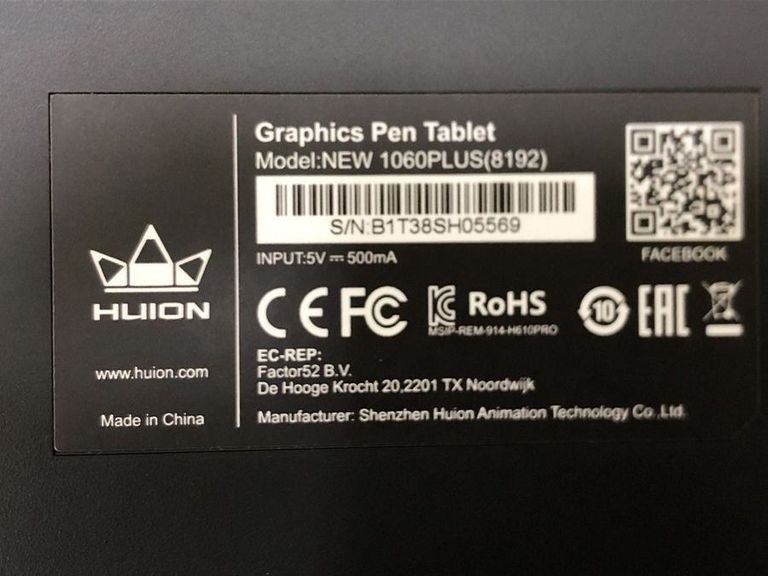 Graphics Pen Tablet
Model:NEW 1060PLUS(8192)
S/N:B1T38SH05569
INPUT:5V ⎓ 500mA
FACEBOOK
CE FC RoHS 10 EAC
MSIP-REM-914-H610PRO
EC-REP:
Factor52 B.V.
De Hooge Krocht 20,2201 TX Noordwijk
Manufacturer: Shenzhen Huion Animation Technology Co.,Ltd.
HUION
www.huion.com
Made in China